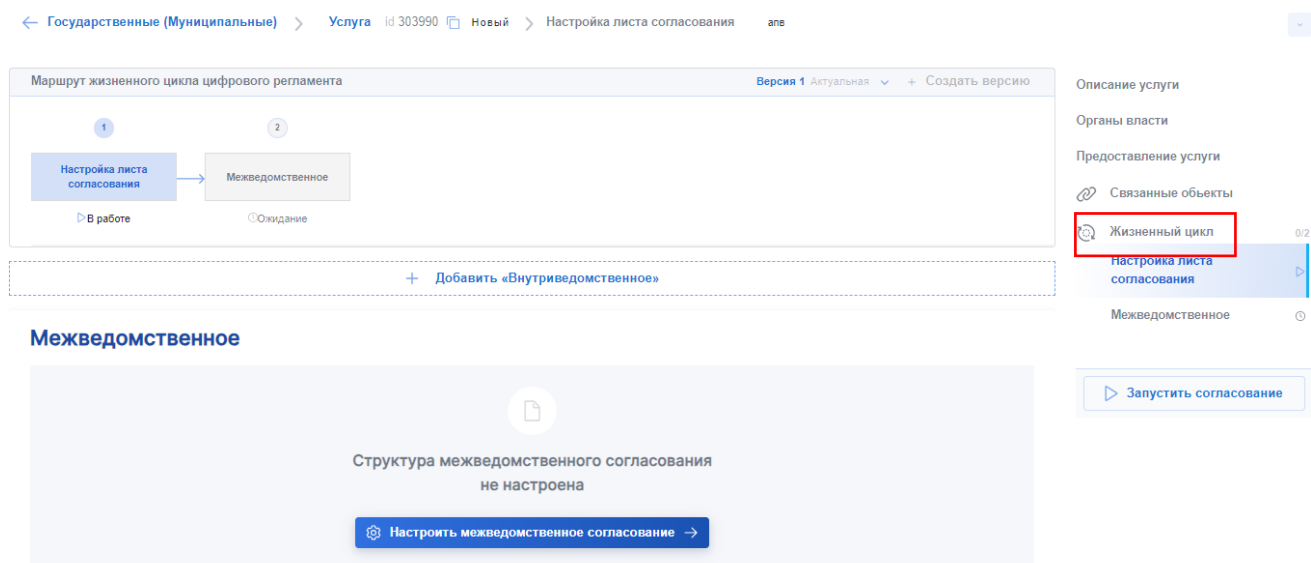 Государственные (Муниципальные) Услуга id 303990 Новый Настройка листа согласования апв
Маршрут жизненного цикла цифрового регламента Версия 1 Актуальная + Создать версию
1 2
Настройка листа
согласования
Межведомственное
В работе Ожидание
+ Добавить «Внутриведомственное»
Межведомственное
Структура межведомственного согласования
не настроена
Настроить межведомственное согласование
Описание услуги
Органы власти
Предоставление услуги
Связанные обьекты
Жизненный цикл 0/2
Настройка листа
согласования
Межведомственное
Запустить согласование